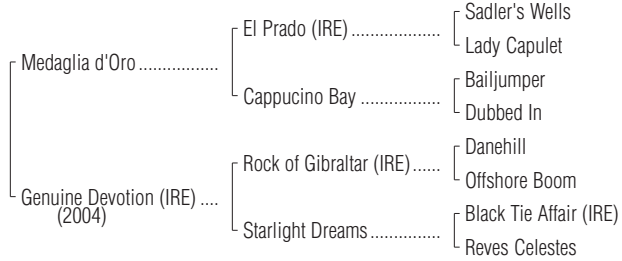 Sadler's Wells
El Prado (IRE) ....................
Lady Capulet
Medaglia d'Oro .................
Bailjumper
Cappucino Bay ..................
Dubbed In
Danehill
Rock of Gibraltar (IRE) ......
Offshore Boom
Genuine Devotion (IRE) ....
(2004)
Black Tie Affair (IRE)
Starlight Dreams ................
Reves Celestes